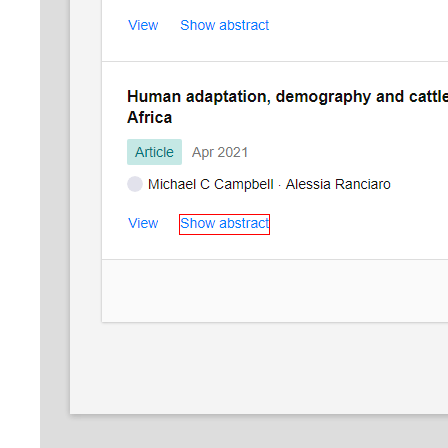 View Show abstract
Human adaptation, demography and cattle
Africa
Article Apr 2021
Michael C Campbell · Alessia Ranciaro
View Show abstract